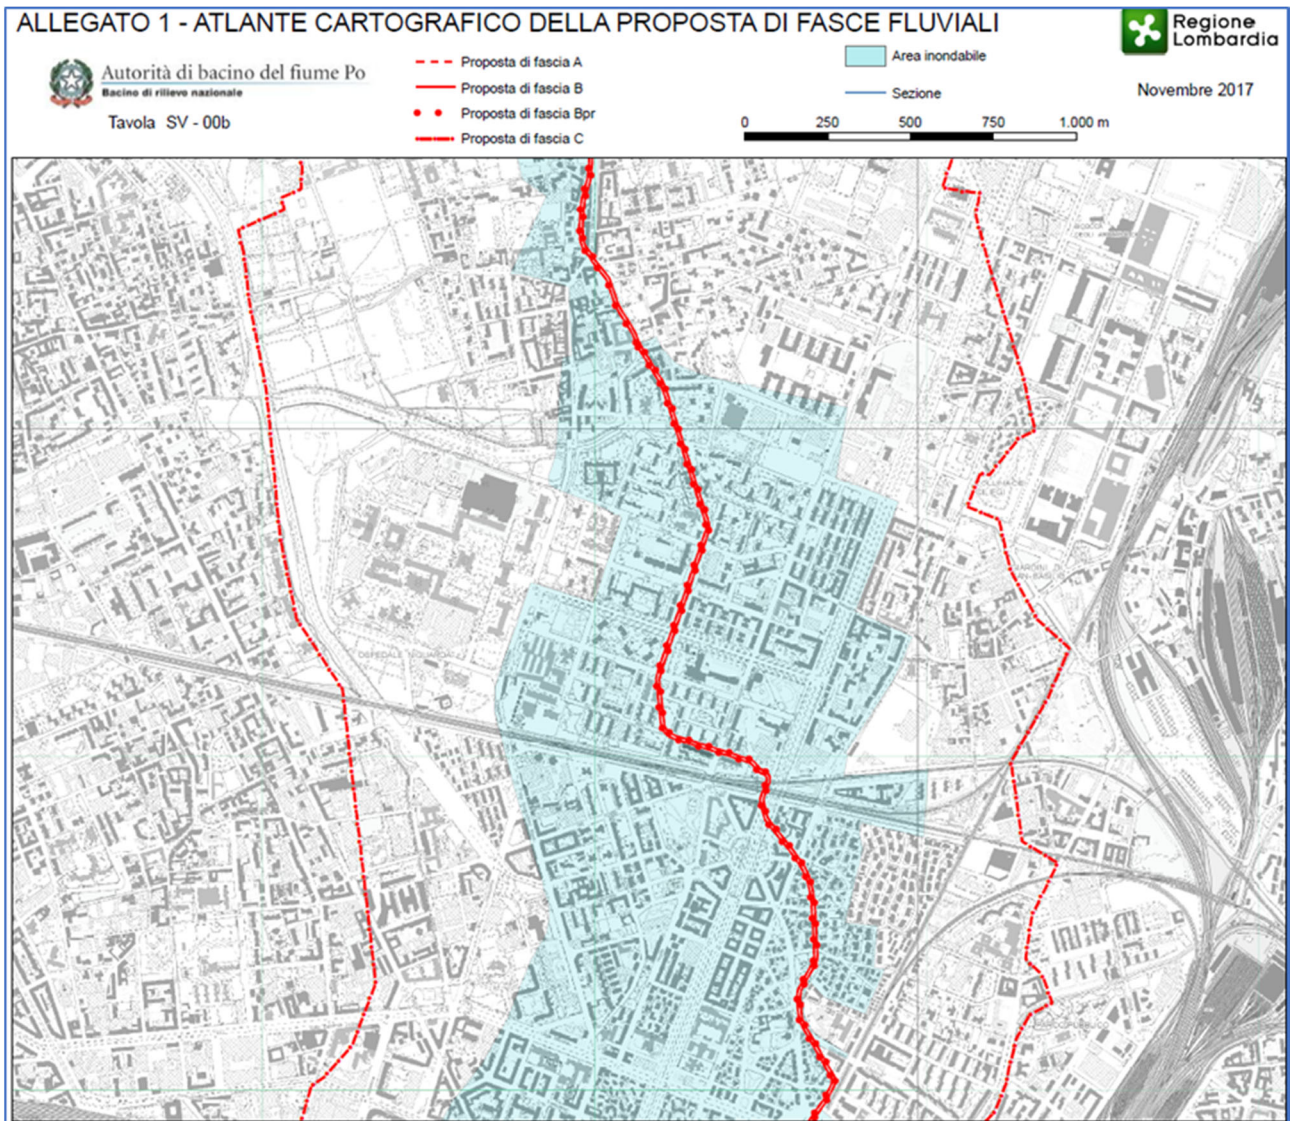 ALLEGATO 1 - ATLANTE CARTOGRAFICO DELLA PROPOSTA DI FASCE FLUVIALI
Regione
Lombardia
Autorità di bacino del fiume Po
Bacino di rilievo nazionale
Tavola SV - 00b
Proposta di fascia A
Proposta di fascia B
Proposta di fascia Bpr
Proposta di fascia C
Area inondabile
Sezione
Novembre 2017
0 250 500 750 1.000 m
OSPEDALE NIGUARDA